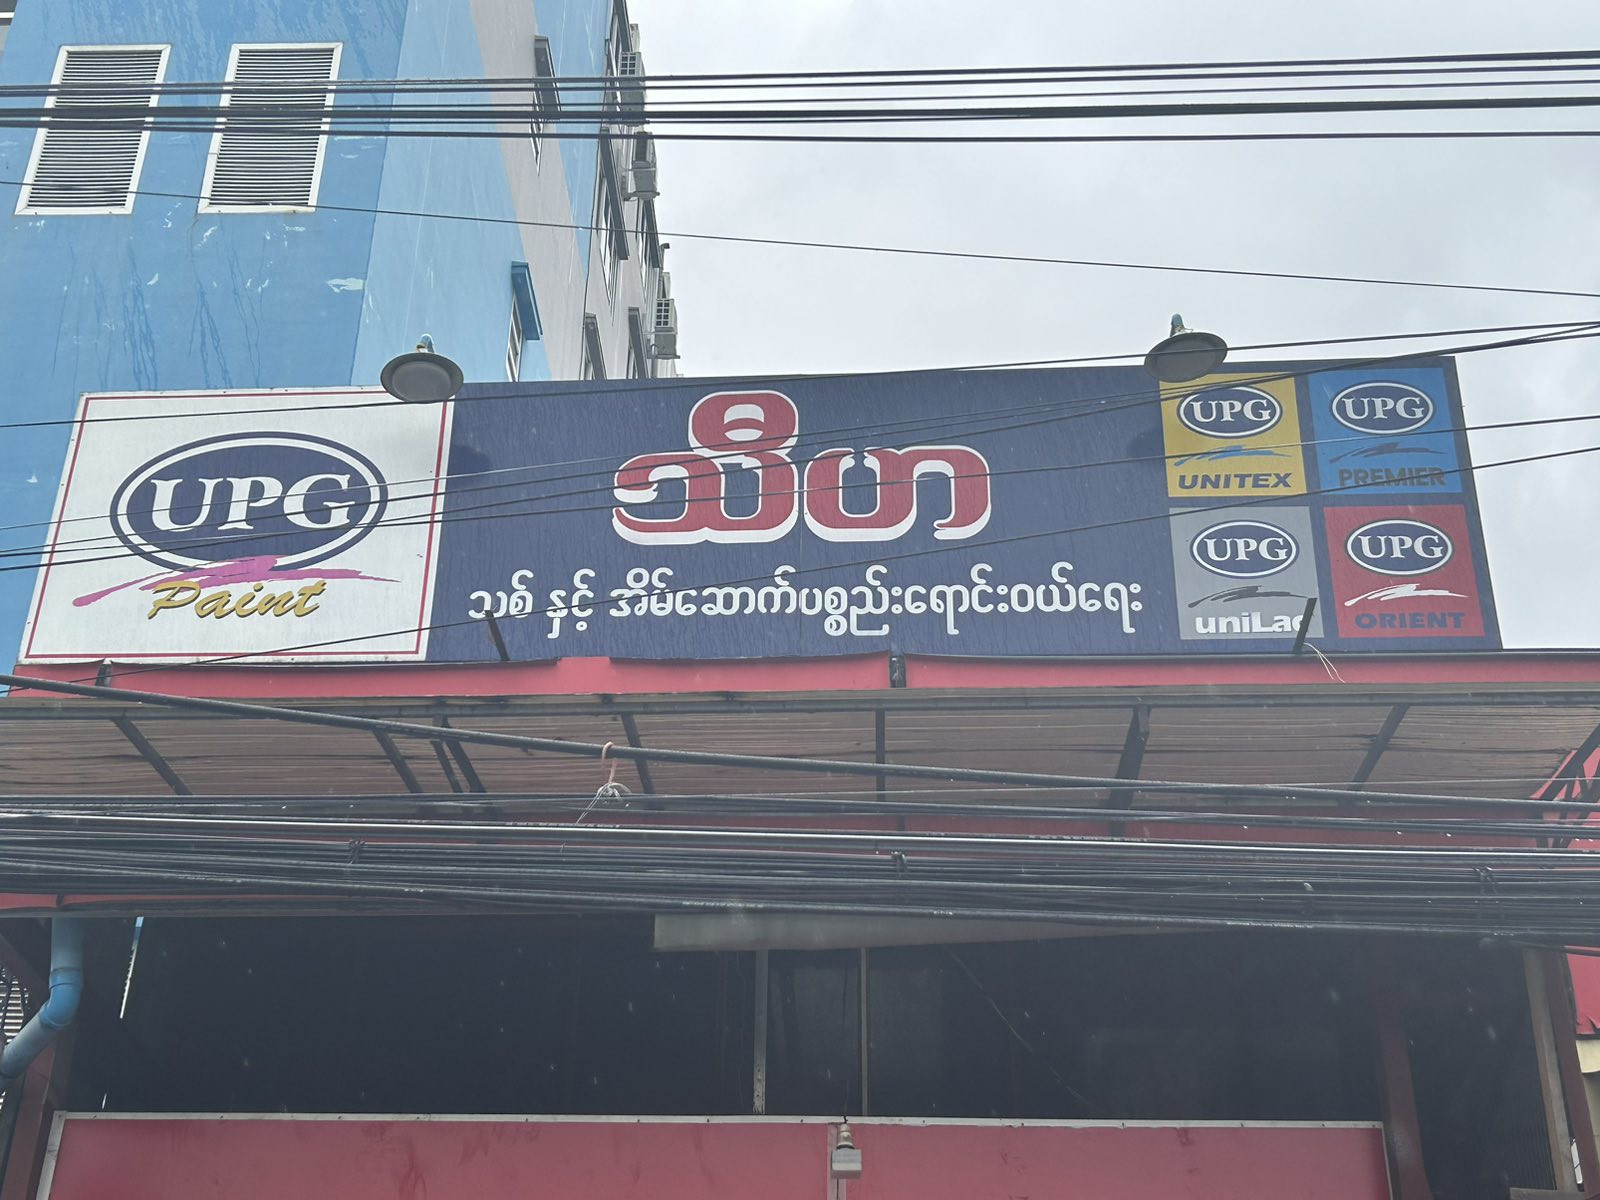 UPG
Paint
သီဟ
သစ် နှင့် အိမ်ဆောက်ပစ္စည်းရောင်းဝယ်ရေး
UPG
UNITEX
UPG
PREMIER
UPG
uniLac
UPG
ORIENT